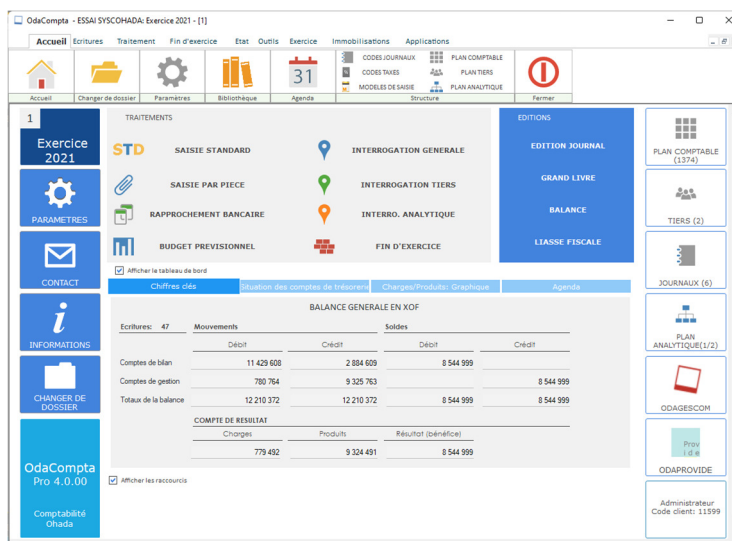 OdaCompta - ESSAI SYSCOHADA: Exercice 2021 - [1]
Accueil Ecritures Traitement Fin d'exercice Etat Outils Exercice Immobilisations Applications
CODES JOURNAUX PLAN COMPTABLE
CODES TAXES PLAN TIERS
MODELES DE SAISIE PLAN ANALYTIQUE
31
Accueil Changer de dossier Paramètres Bibliothèque Agenda Structure Fermer
1
Exercice
2021
PARAMETRES
CONTACT
INFORMATIONS
CHANGER DE
DOSSIER
OdaCompta
Pro 4.0.00
Comptabilité
Ohada
TRAITEMENTS
STD SAISIE STANDARD INTERROGATION GENERALE
SAISIE PAR PIECE INTERROGATION TIERS
RAPPROCHEMENT BANCAIRE INTERRO. ANALYTIQUE
BUDGET PREVISIONNEL FIN D'EXERCICE
EDITIONS
EDITION JOURNAL
GRAND LIVRE
BALANCE
LIASSE FISCALE
Afficher le tableau de bord
Chiffres clés Situation des comptes de trésorerie Charges/Produits: Graphique Agenda
BALANCE GENERALE EN XOF
Ecritures: 47 Mouvements Soldes
Débit Crédit Débit Crédit
Comptes de bilan 11 429 608 2 884 609 8 544 999
Comptes de gestion 780 764 9 325 763 8 544 999
Totaux de la balance 12 210 372 12 210 372 8 544 999 8 544 999
COMPTE DE RESULTAT
Charges Produits Résultat (bénéfice)
779 492 9 324 491 8 544 999
Afficher les raccourcis
PLAN COMPTABLE
(1374)
TIERS (2)
JOURNAUX (6)
PLAN
ANALYTIQUE(1/2)
ODAGESCOM
Prov
i d e
ODAPROVIDE
Administrateur
Code client: 11599